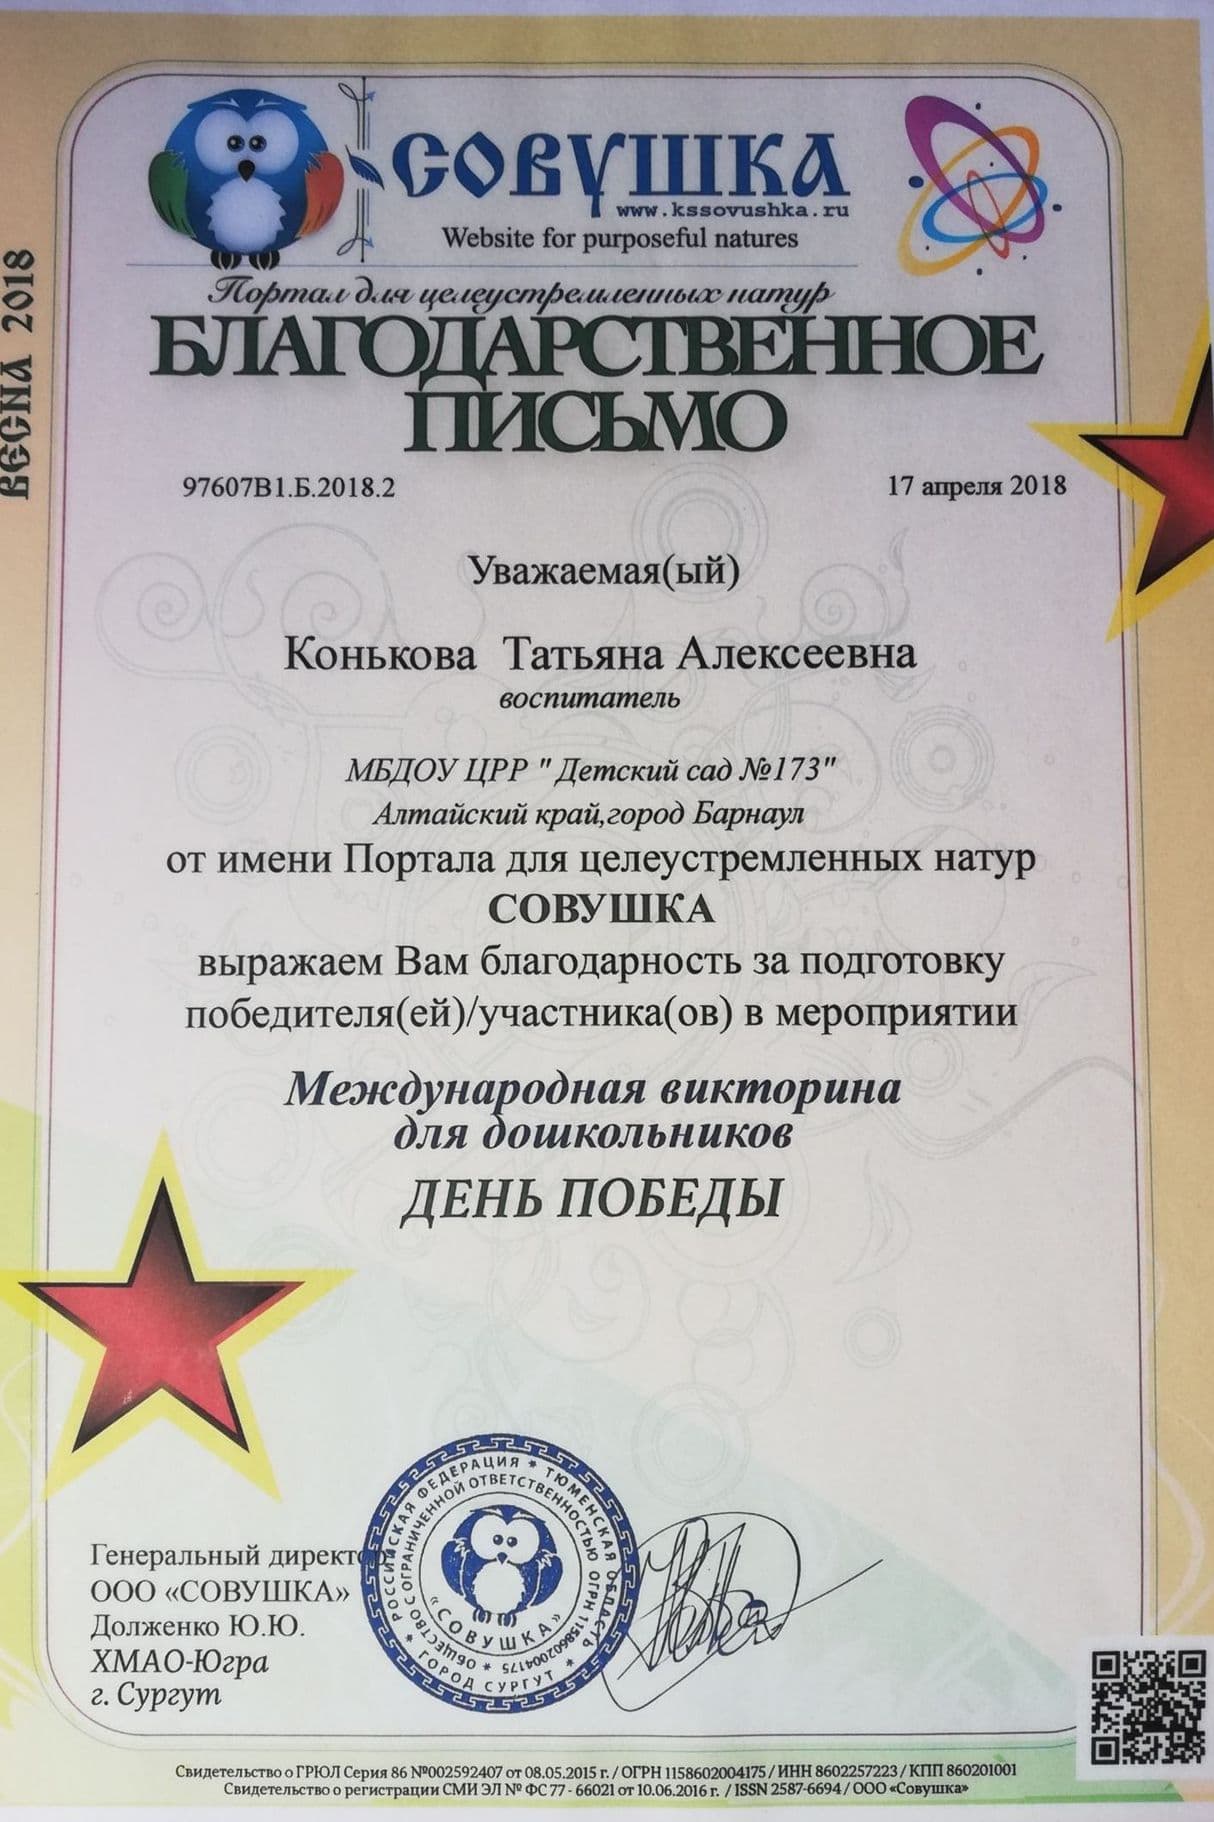 СОВУШКА
www.kssovushka.ru
Website for purposeful natures
Портал для целеустремленных натур
БЛАГОДАРСТВЕННОЕ
ПИСЬМО
ВЕСНА 2018
97607В1.Б.2018.2
17 апреля 2018
Уважаемая(ый)
Конькова Татьяна Алексеевна
воспитатель
МБДОУ ЦРР " Детский сад №173"
Алтайский край,город Барнаул
от имени Портала для целеустремленных натур
СОВУШКА
выражаем Вам благодарность за подготовку
победителя(ей)/участника(ов) в мероприятии
Международная викторина
для дошкольников
ДЕНЬ ПОБЕДЫ
Генеральный директор
ООО «СОВУШКА»
Долженко Ю.Ю.
ХМАО-Югра
г. Сургут
РОССИЙСКАЯ ФЕДЕРАЦИЯ * ТЮМЕНСКАЯ ОБЛАСТЬ * ГОРОД СУРГУТ *
ОБЩЕСТВО С ОГРАНИЧЕННОЙ ОТВЕТСТВЕННОСТЬЮ ОГРН 1158602004175 *
«СОВУШКА»
Свидетельство о ГРЮЛ Серия 86 №002592407 от 08.05.2015 г. / ОГРН 1158602004175 / ИНН 8602257223 / КПП 860201001
Свидетельство о регистрации СМИ ЭЛ № ФС 77 - 66021 от 10.06.2016 г. / ISSN 2587-6694 / ООО «Совушка»